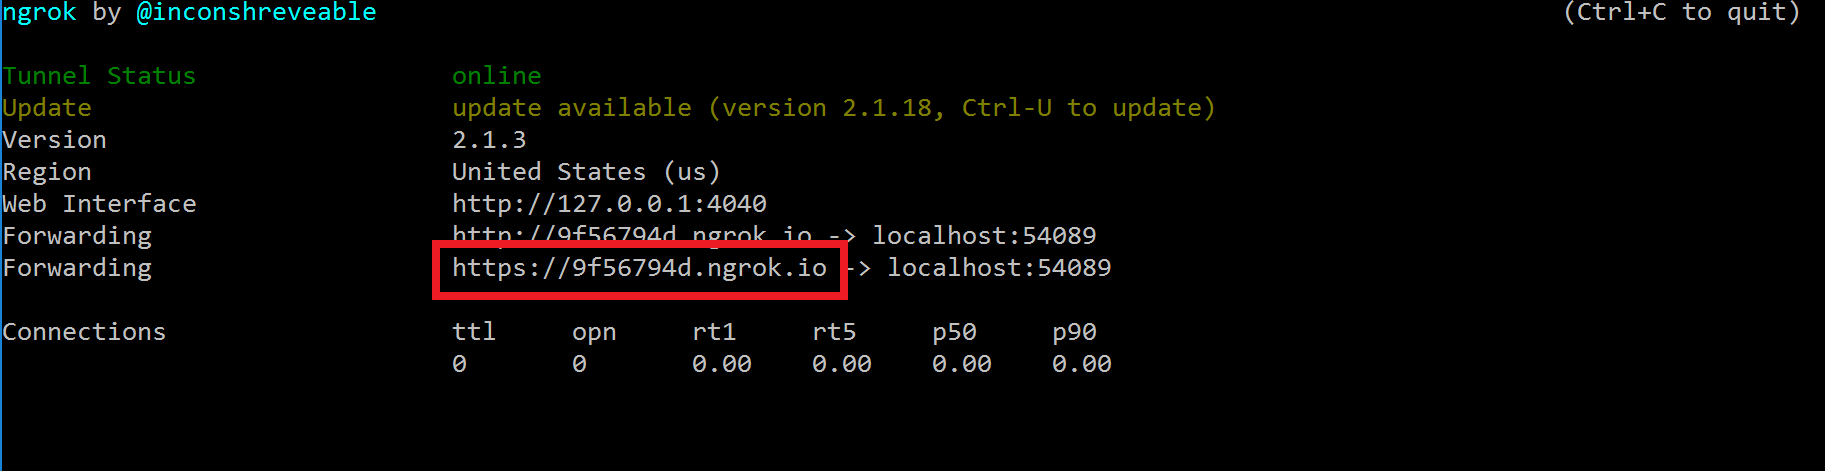 ngrok by @inconshreveable (Ctrl+C to quit)
Tunnel Status online
Update update available (version 2.1.18, Ctrl-U to update)
Version 2.1.3
Region United States (us)
Web Interface http://127.0.0.1:4040
Forwarding http://9f56794d.ngrok.io -> localhost:54089
Forwarding https://9f56794d.ngrok.io -> localhost:54089
Connections ttl opn rt1 rt5 p50 p90
0 0 0.00 0.00 0.00 0.00